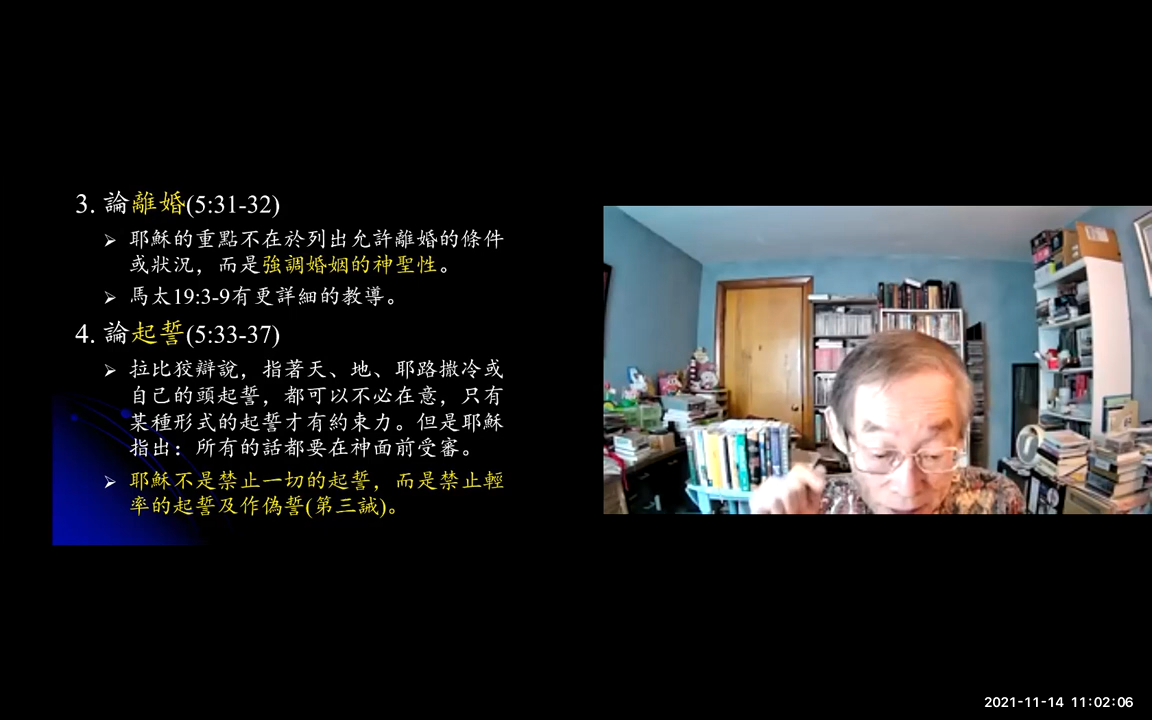 3. 論離婚(5:31-32)
➢ 耶穌的重點不在於列出允許離婚的條件
或狀況，而是強調婚姻的神聖性。
➢ 馬太19:3-9有更詳細的教導。
4. 論起誓(5:33-37)
➢ 拉比狡辯說，指著天、地、耶路撒冷或
自己的頭起誓，都可以不必在意，只有
某種形式的起誓才有約束力。但是耶穌
指出：所有的話都要在神面前受審。
➢ 耶穌不是禁止一切的起誓，而是禁止輕
率的起誓及作偽誓(第三誡)。
2021-11-14 11:02:06